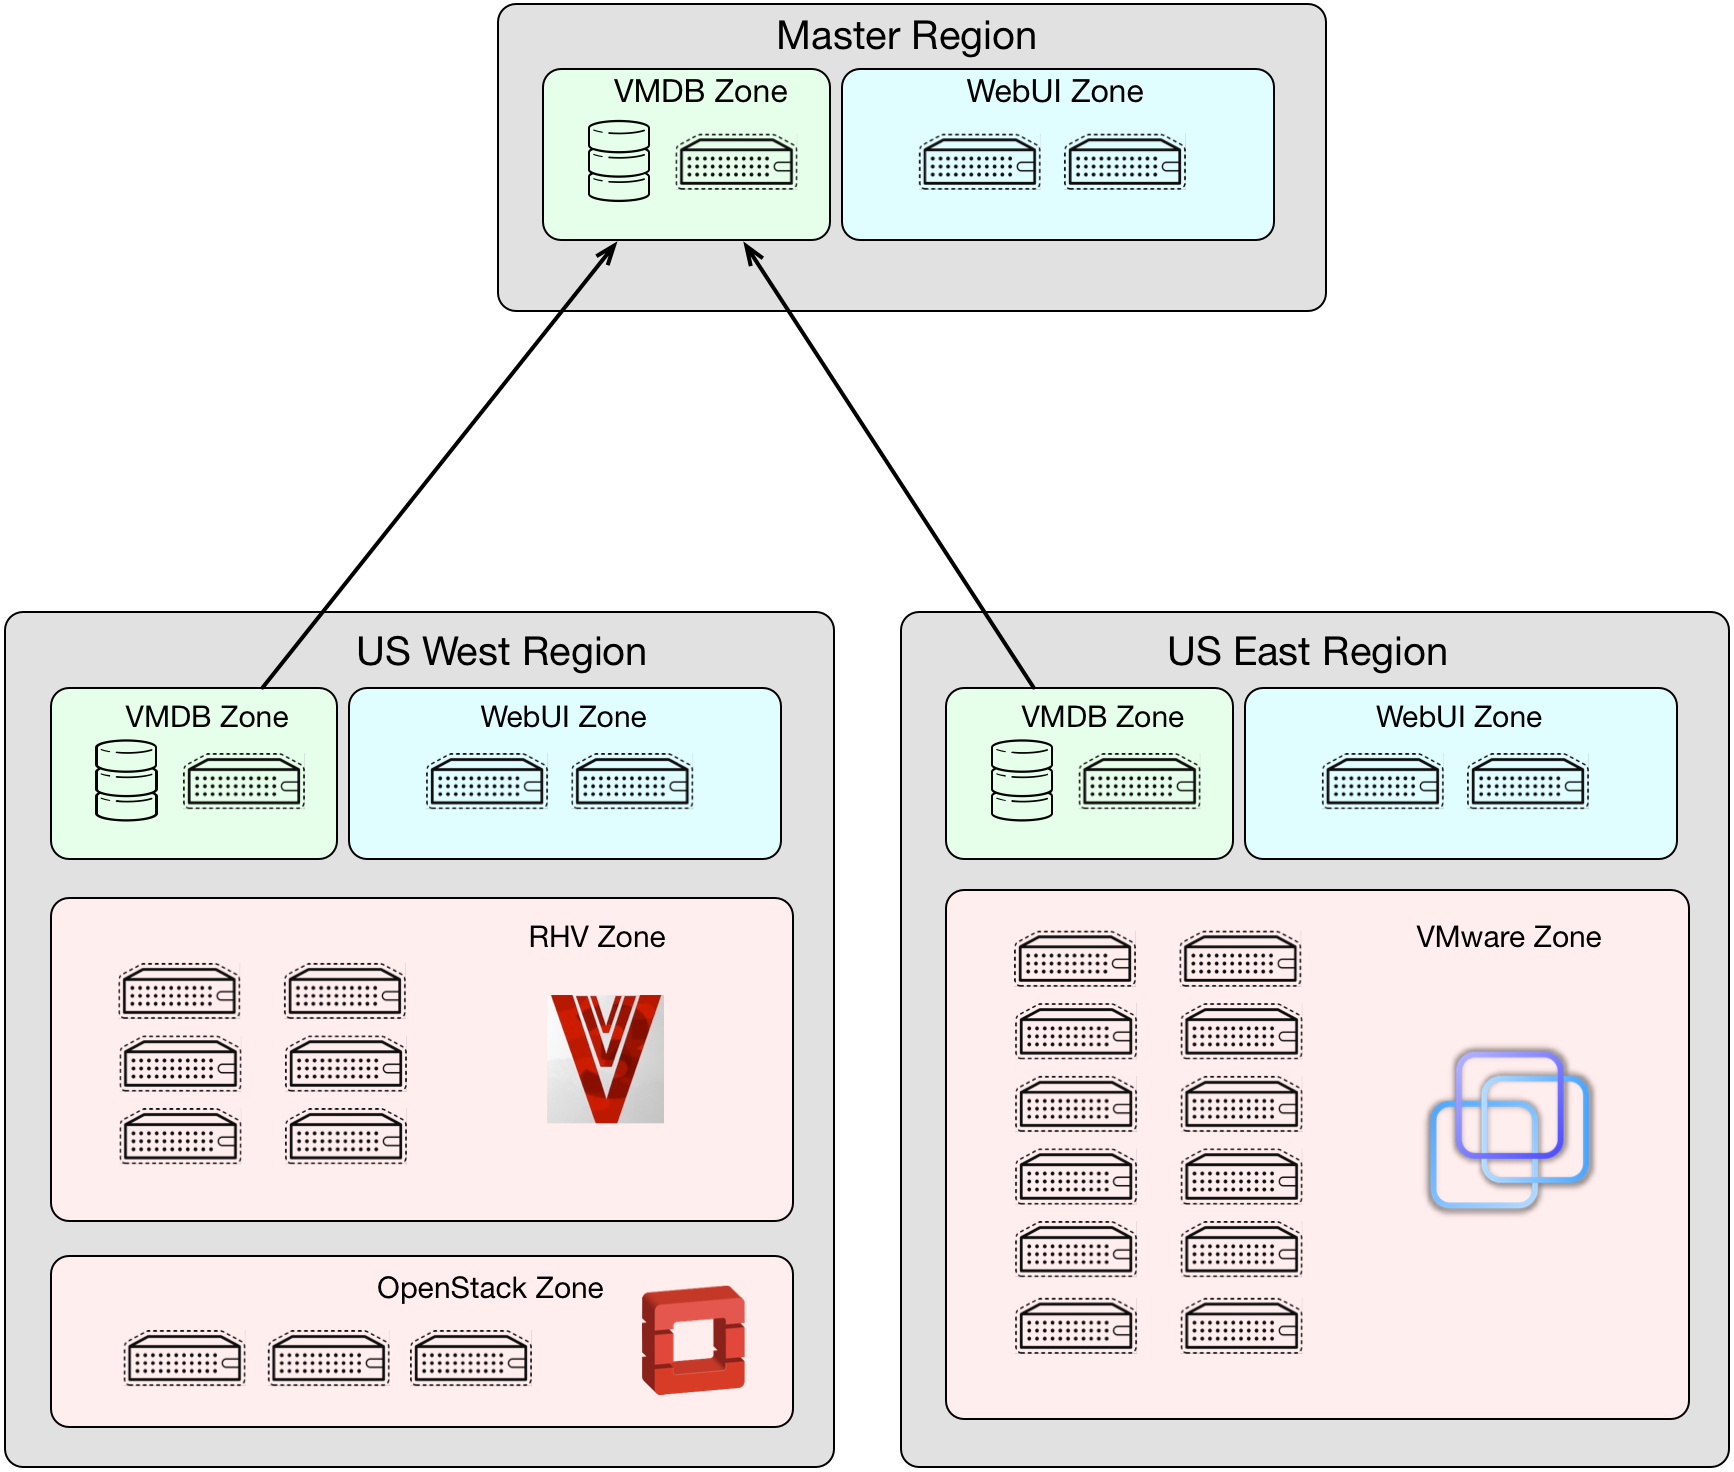 Master Region
VMDB Zone
WebUI Zone
US West Region
VMDB Zone
WebUI Zone
RHV Zone
OpenStack Zone
US East Region
VMDB Zone
WebUI Zone
VMware Zone